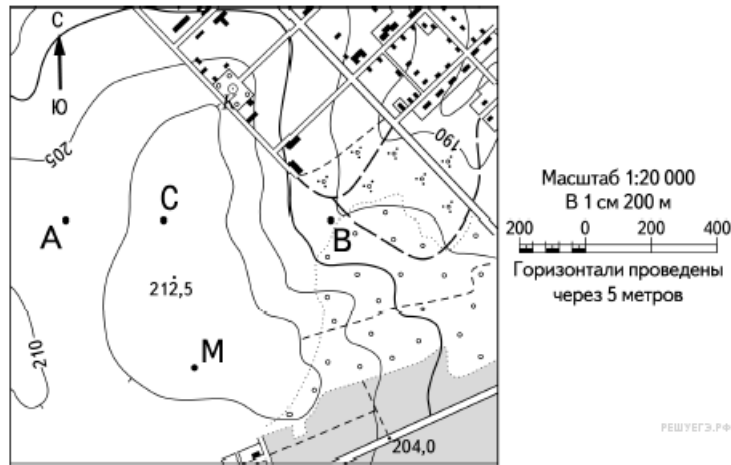 С
Ю
205
К
190
А
С
В
212,5
210
М
204,0
Масштаб 1:20 000
В 1 см 200 м
200 0 200 400
Горизонтали проведены
через 5 метров
РЕШУЕГЭ.РФ